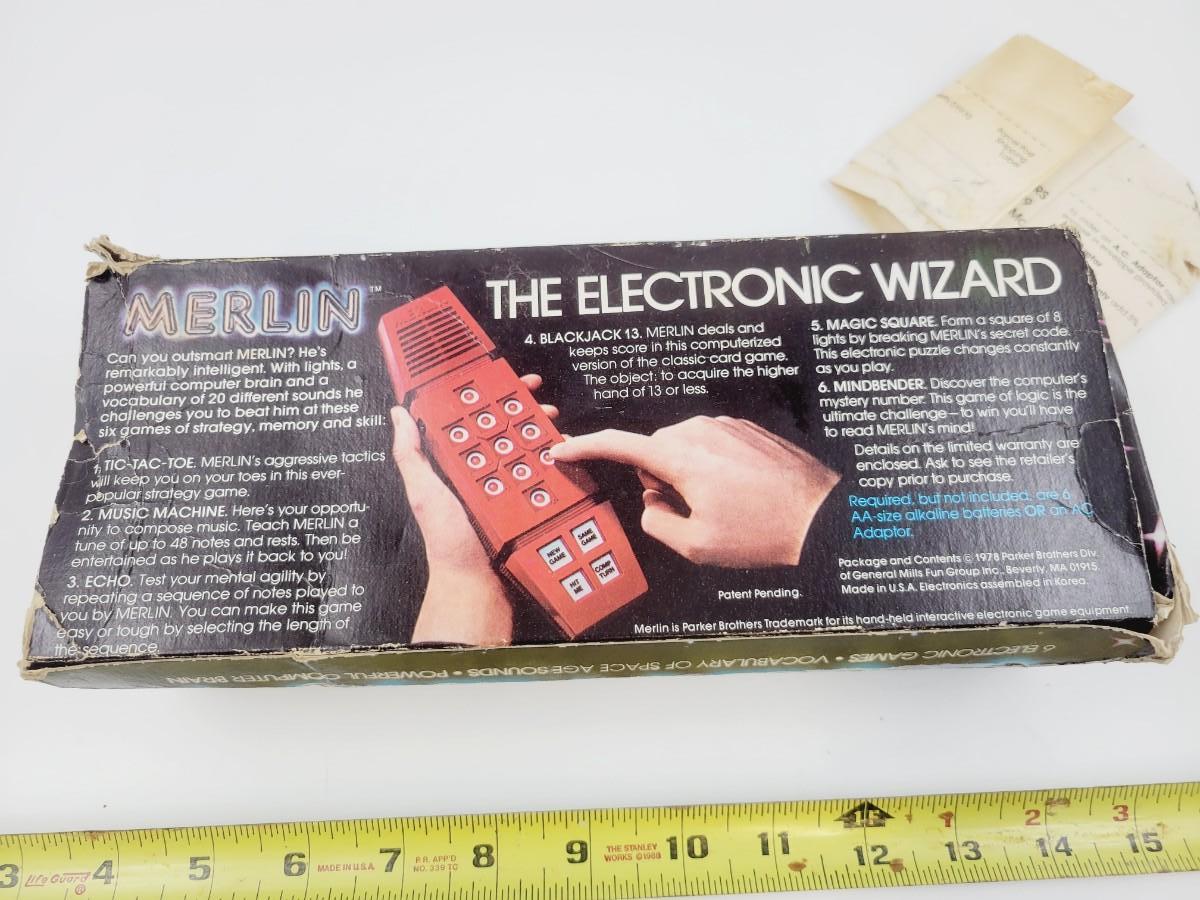 MERLIN™
Can you outsmart MERLIN? He's
remarkably intelligent. With lights, a
powerful computer brain and a
vocabulary of 20 different sounds he
challenges you to beat him at these
six games of strategy, memory and skill:
1. TIC-TAC-TOE. MERLIN's aggressive tactics
will keep you on your toes in this ever-
popular strategy game.
2. MUSIC MACHINE. Here's your opportu-
nity to compose music. Teach MERLIN a
tune of up to 48 notes and rests. Then be
entertained as he plays it back to you!
3. ECHO. Test your mental agility by
repeating a sequence of notes played to
you by MERLIN. You can make this game
easy or tough by selecting the length of
the sequence.
THE ELECTRONIC WIZARD
4. BLACKJACK 13. MERLIN deals and
keeps score in this computerized
version of the classic card game.
The object: to acquire the higher
hand of 13 or less.
NEW
GAME
SAME
GAME
HIT
ME
COMP
TURN
Patent Pending.
5. MAGIC SQUARE. Form a square of 8
lights by breaking MERLIN's secret code.
This electronic puzzle changes constantly
as you play.
6. MINDBENDER. Discover the computer's
mystery number. This game of logic is the
ultimate challenge—to win you'll have
to read MERLIN's mind!
Details on the limited warranty are
enclosed. Ask to see the retailer's
copy prior to purchase.
Required, but not included, are 6
AA-size alkaline batteries OR an AC
Adaptor.
Package and Contents © 1978 Parker Brothers Div.
of General Mills Fun Group Inc., Beverly, MA 01915.
Made in U.S.A. Electronics assembled in Korea.
Merlin is Parker Brothers Trademark for its hand-held interactive electronic game equipment.
6 ELECTRONIC GAMES • VOCABULARY OF SPACE AGE SOUNDS • POWERFUL COMPUTER BRAIN
A.C. Adaptor
1 2 3
3 Life Guard® 4 5 6 MADE IN U.S.A. 7 P.R. APP'D NO. 339 TC 8 9 THE STANLEY WORKS ©1988 10 11 12 13 14 15